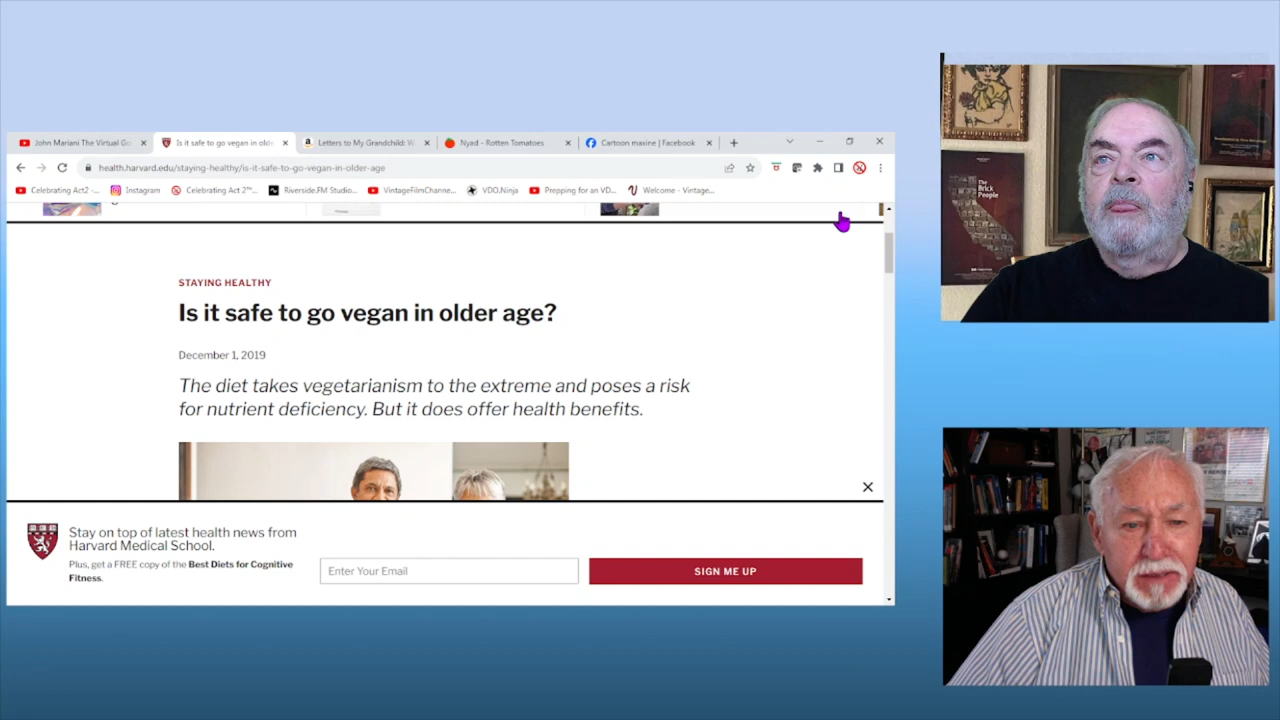 John Mariani The Virtual Go
Is it safe to go vegan in olde
Letters to My Grandchild: W
Nyad - Rotten Tomatoes
Cartoon maxine | Facebook
health.harvard.edu/staying-healthy/is-it-safe-to-go-vegan-in-older-age
Celebrating Act2 -...
Instagram
Celebrating Act 2™...
Riverside.FM Studio...
VintageFilmChanne...
VDO.Ninja
Prepping for an VD...
Welcome - Vintage...
STAYING HEALTHY
Is it safe to go vegan in older age?
December 1, 2019
The diet takes vegetarianism to the extreme and poses a risk
for nutrient deficiency. But it does offer health benefits.
Stay on top of latest health news from
Harvard Medical School.
Plus, get a FREE copy of the Best Diets for Cognitive
Fitness.
Enter Your Email
SIGN ME UP
The
Brick
People